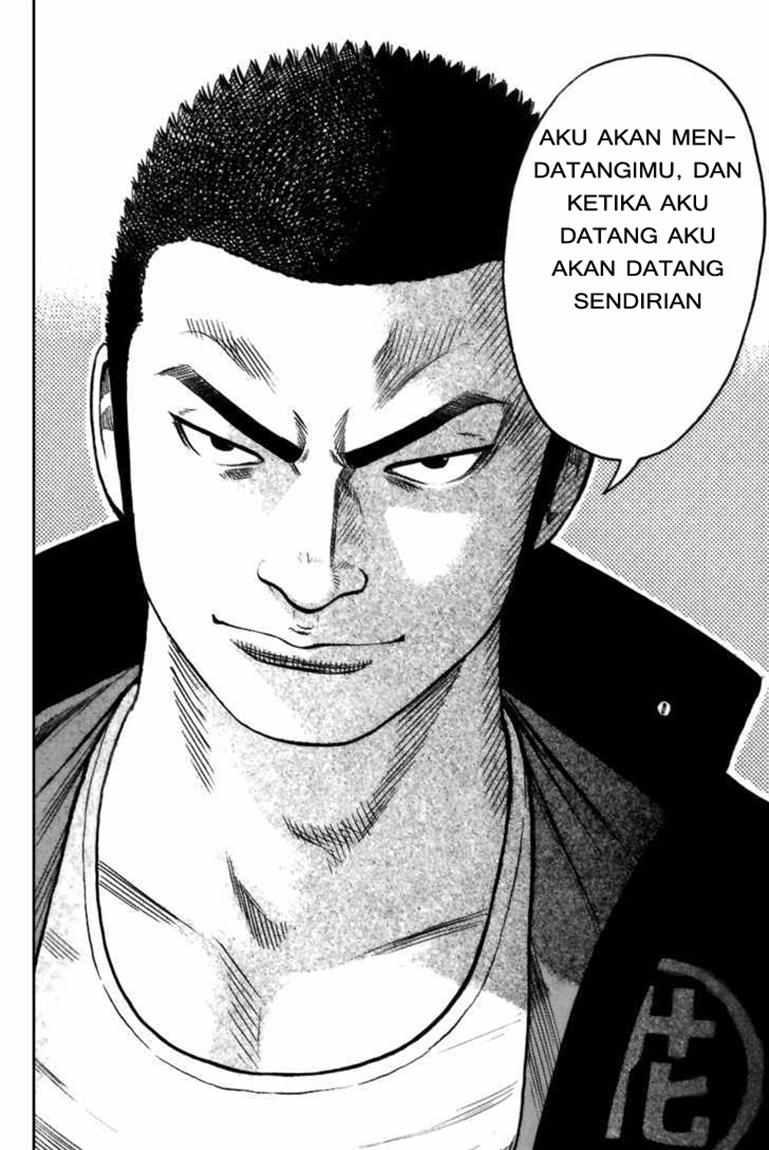 AKU AKAN MEN-
DATANGIMU, DAN
KETIKA AKU
DATANG AKU
AKAN DATANG
SENDIRIAN